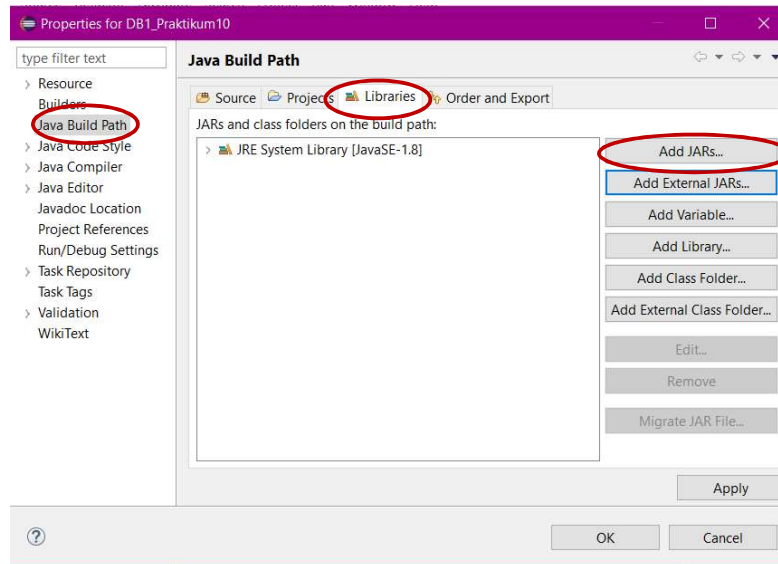 Properties for DB1_Praktikum10
type filter text
Resource
Builders
Java Build Path
Java Code Style
Java Compiler
Java Editor
Javadoc Location
Project References
Run/Debug Settings
Task Repository
Task Tags
Validation
WikiText
Java Build Path
Source Projects Libraries Order and Export
JARs and class folders on the build path:
JRE System Library [JavaSE-1.8]
Add JARs...
Add External JARs...
Add Variable...
Add Library...
Add Class Folder...
Add External Class Folder...
Edit...
Remove
Migrate JAR File...
Apply
OK Cancel